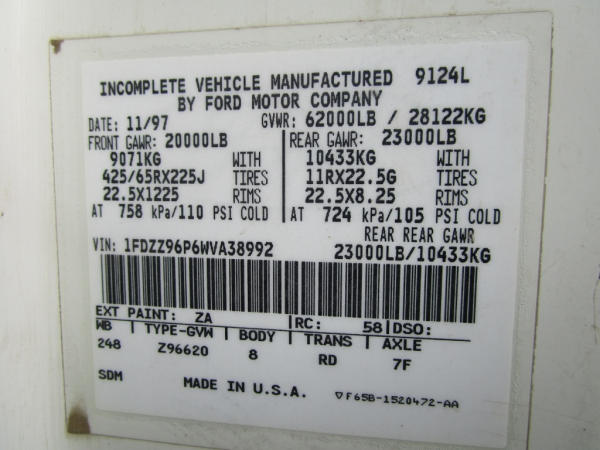 INCOMPLETE VEHICLE MANUFACTURED 9124L
BY FORD MOTOR COMPANY
DATE: 11/97 GVWR: 62000LB / 28122KG
FRONT GAWR: 20000LB REAR GAWR: 23000LB
9071KG WITH 10433KG WITH
425/65RX225J TIRES 11RX22.5G TIRES
22.5X1225 RIMS 22.5X8.25 RIMS
AT 758 kPa/110 PSI COLD AT 724 kPa/105 PSI COLD
REAR REAR GAWR
VIN: 1FDZZ96P6WVA38992 23000LB/10433KG
EXT PAINT: ZA RC: 58 DSO:
WB TYPE-GVW BODY TRANS AXLE
248 Z96620 8 RD 7F
SDM MADE IN U.S.A. ▽F65B-1520472-AA